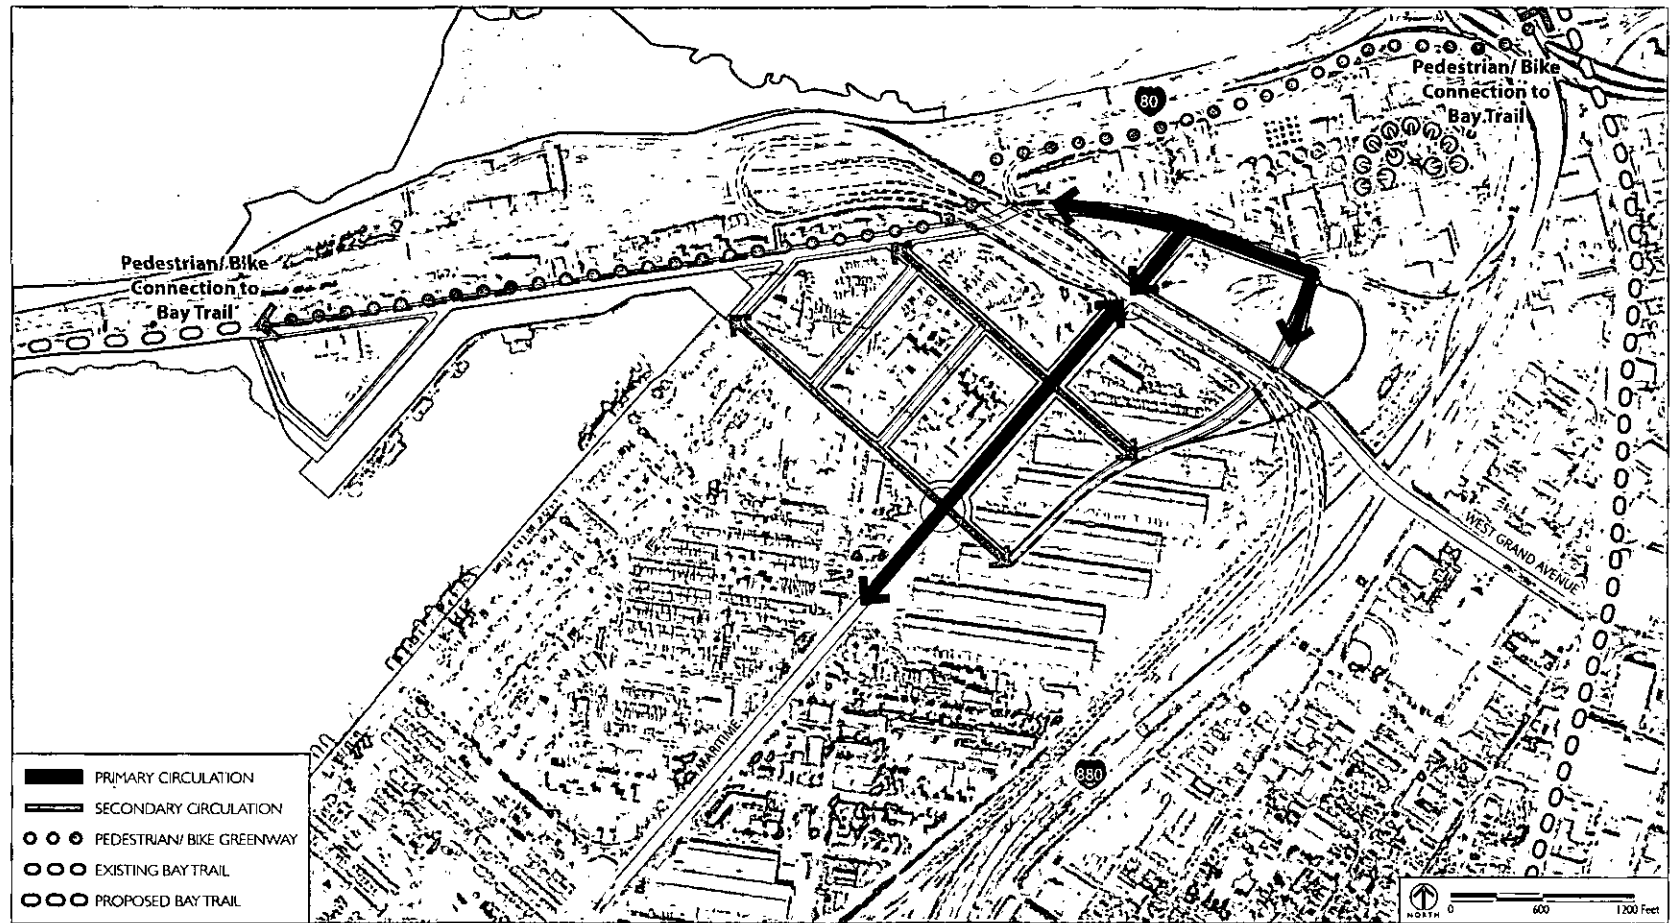 Pedestrian/ Bike
Connection to
Bay Trail
80
Pedestrian/ Bike
Connection to
Bay Trail
WEST GRAND AVENUE
MARITIME
880
PRIMARY CIRCULATION
SECONDARY CIRCULATION
PEDESTRIAN/ BIKE GREENWAY
EXISTING BAY TRAIL
PROPOSED BAY TRAIL
NORTH
0 600 1200 Feet